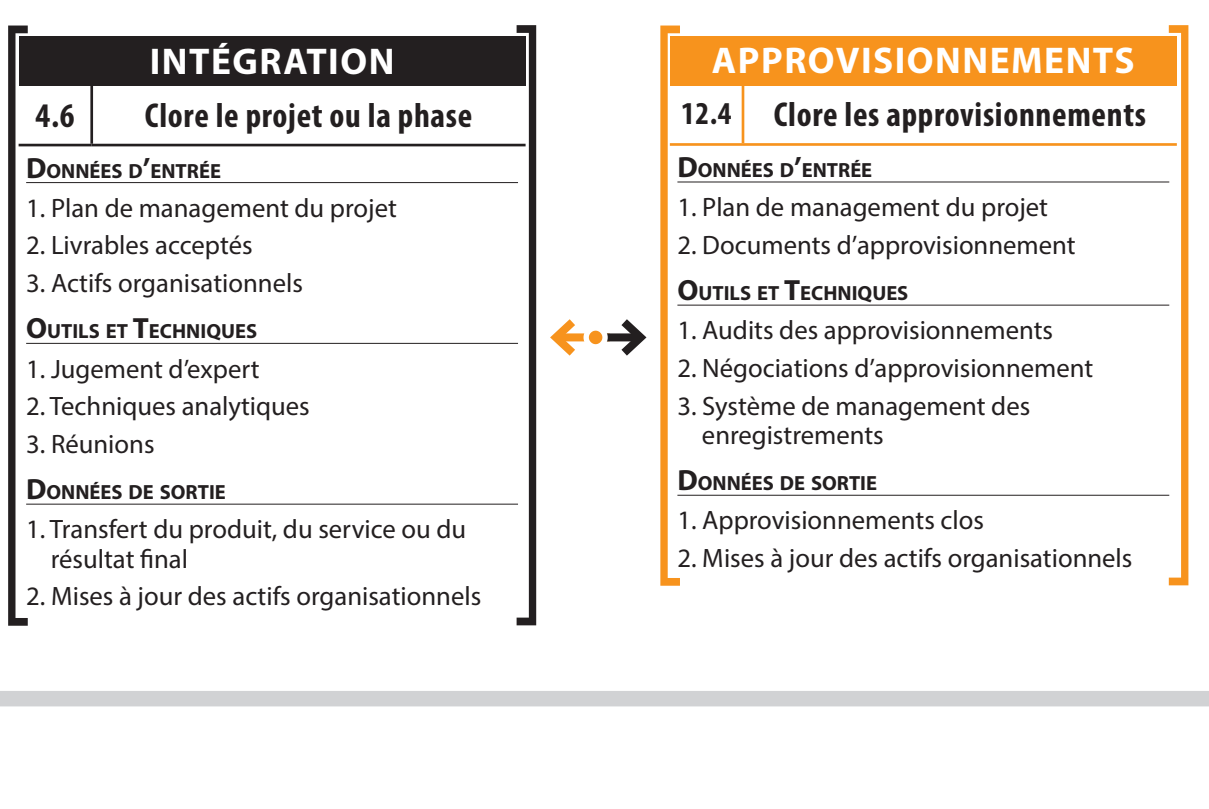 INTÉGRATION
4.6 Clore le projet ou la phase
DONNÉES D'ENTRÉE
1. Plan de management du projet
2. Livrables acceptés
3. Actifs organisationnels
OUTILS ET TECHNIQUES
1. Jugement d'expert
2. Techniques analytiques
3. Réunions
DONNÉES DE SORTIE
1. Transfert du produit, du service ou du
résultat final
2. Mises à jour des actifs organisationnels
APPROVISIONNEMENTS
12.4 Clore les approvisionnements
DONNÉES D'ENTRÉE
1. Plan de management du projet
2. Documents d'approvisionnement
OUTILS ET TECHNIQUES
1. Audits des approvisionnements
2. Négociations d'approvisionnement
3. Système de management des
enregistrements
DONNÉES DE SORTIE
1. Approvisionnements clos
2. Mises à jour des actifs organisationnels